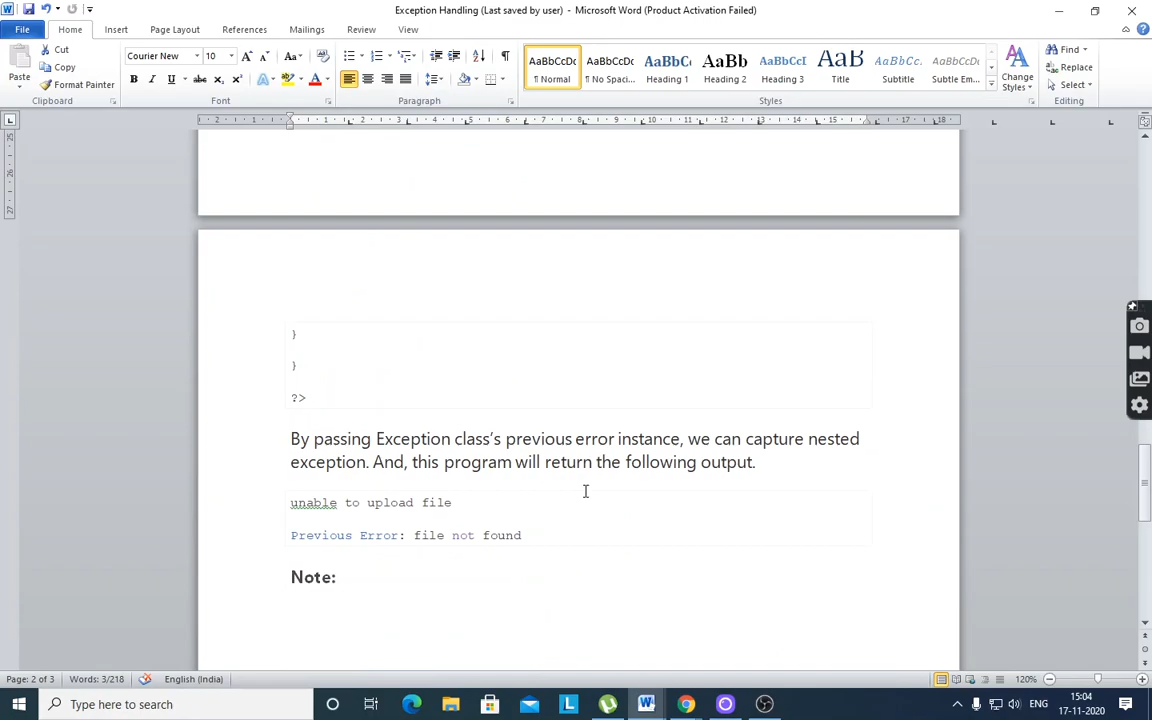 Exception Handling (Last saved by user) - Microsoft Word (Product Activation Failed)
File Home Insert Page Layout References Mailings Review View
Cut
Copy
Format Painter
Paste
Clipboard
Courier New 10
Font
Paragraph
AaBbCcDc AaBbCcDc AaBbC AaBbCc AaBbCcI AaB AaBbCc. AaBbCcDc
¶ Normal ¶ No Spaci... Heading 1 Heading 2 Heading 3 Title Subtitle Subtle Em...
Styles
Change Styles
Find
Replace
Select
Editing
}
}
?>
By passing Exception class’s previous error instance, we can capture nested
exception. And, this program will return the following output.
unable to upload file
Previous Error: file not found
Note:
Page: 2 of 3 Words: 3/218 English (India) 120%
Type here to search
ENG
15:04
17-11-2020